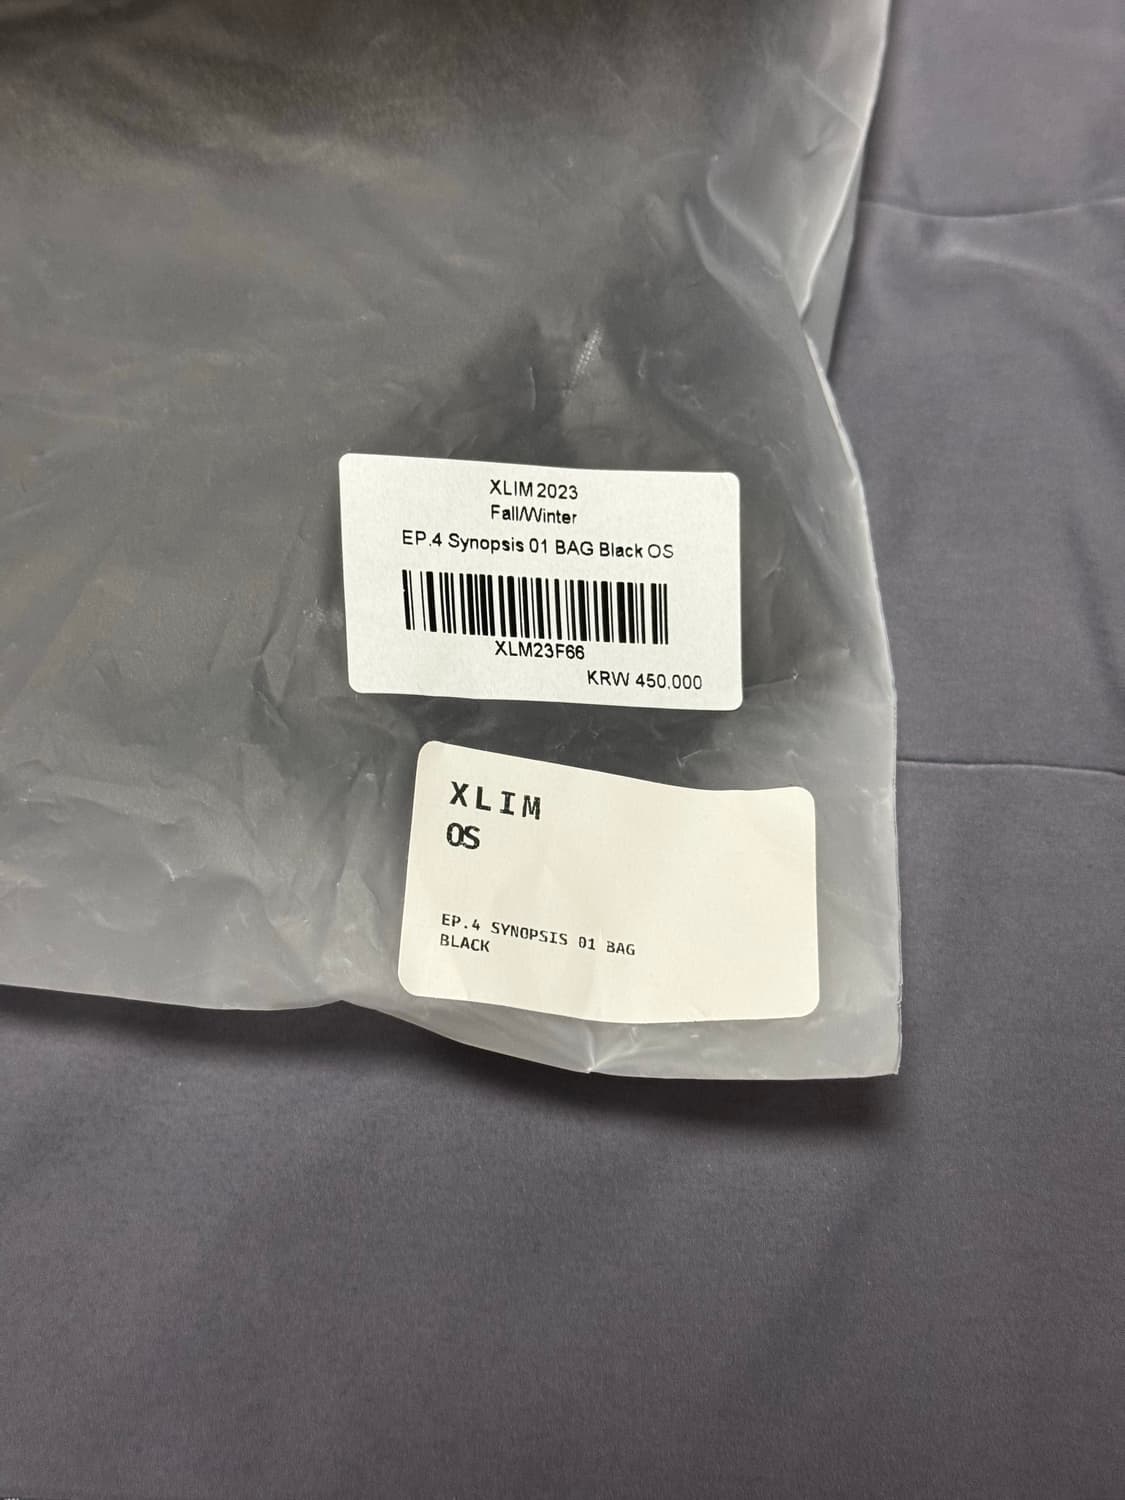 XLIM 2023
Fall/Winter
EP.4 Synopsis 01 BAG Black OS
XLM23F66
KRW 450,000
XLIM
OS
EP.4 SYNOPSIS 01 BAG
BLACK